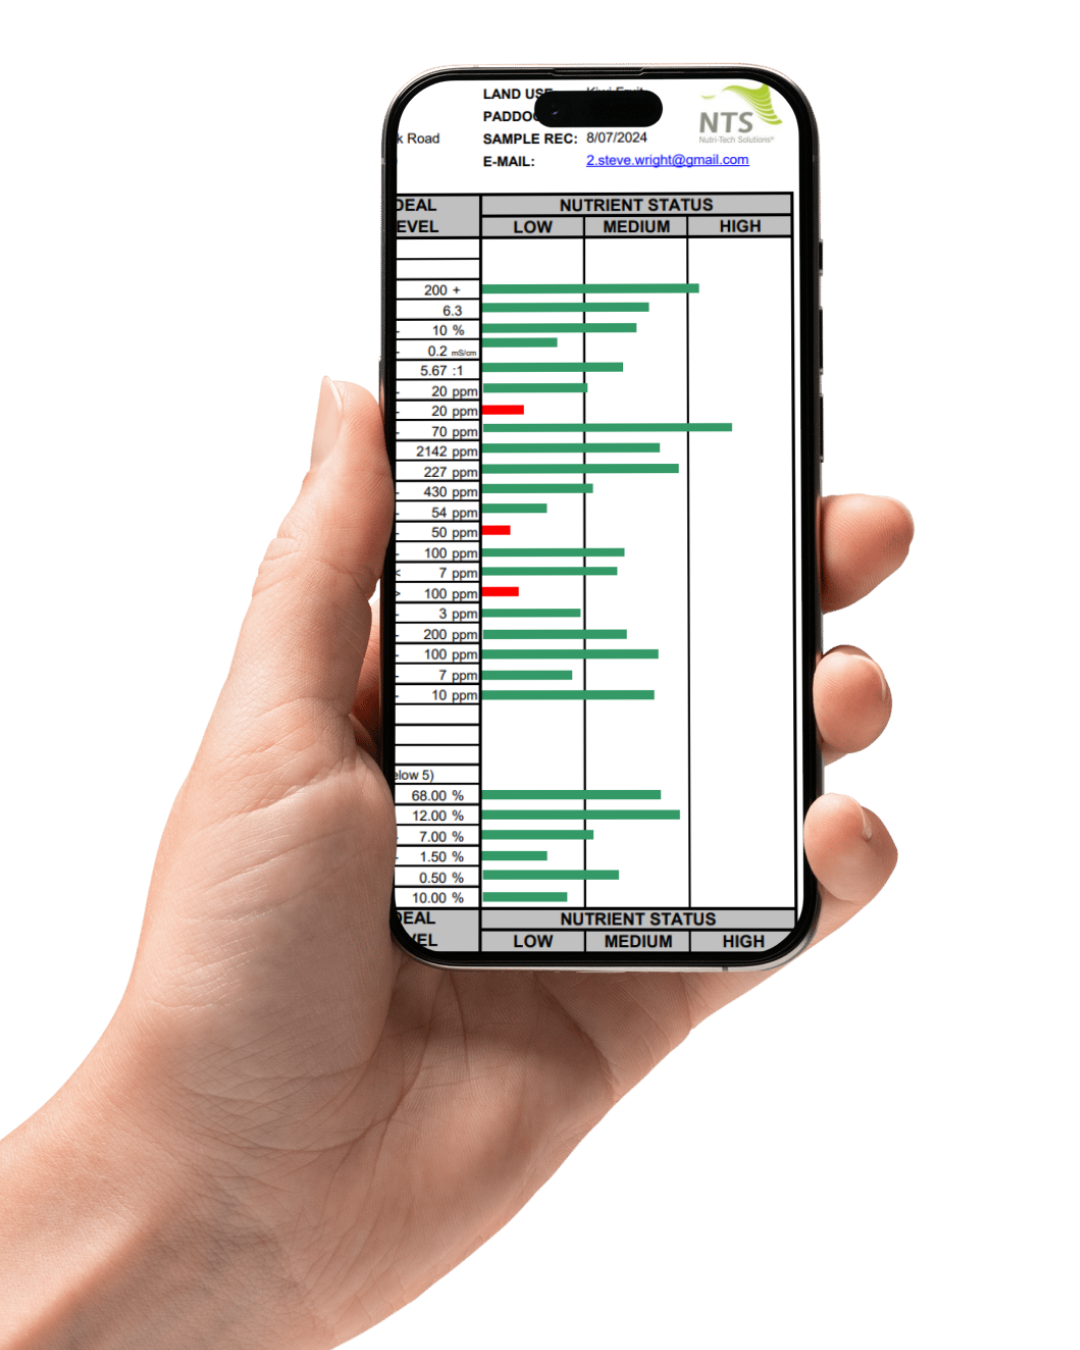 LAND USE
PADDO
NTS
Nutri-Tech Solutions®
k Road
SAMPLE REC: 8/07/2024
E-MAIL: 2.steve.wright@gmail.com
DEAL NUTRIENT STATUS
EVEL LOW MEDIUM HIGH
200 +
6.3
- 10 %
- 0.2 mS/cm
5.67 :1
- 20 ppm
- 20 ppm
- 70 ppm
2142 ppm
227 ppm
- 430 ppm
- 54 ppm
- 50 ppm
- 100 ppm
< 7 ppm
> 100 ppm
- 3 ppm
- 200 ppm
- 100 ppm
- 7 ppm
- 10 ppm
elow 5)
68.00 %
12.00 %
- 7.00 %
- 1.50 %
0.50 %
10.00 %
DEAL NUTRIENT STATUS
VEL LOW MEDIUM HIGH